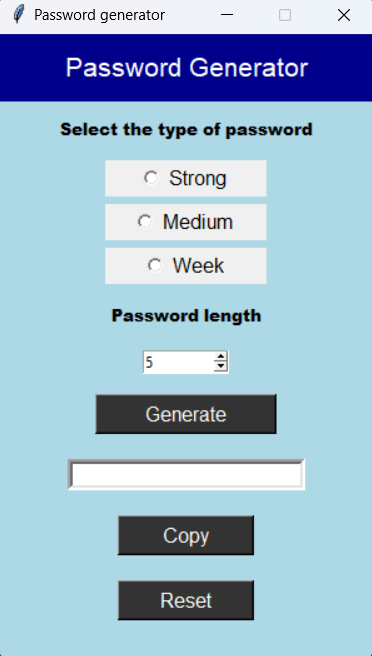 Password generator
Password Generator
Select the type of password
Strong
Medium
Week
Password length
5
Generate
Copy
Reset